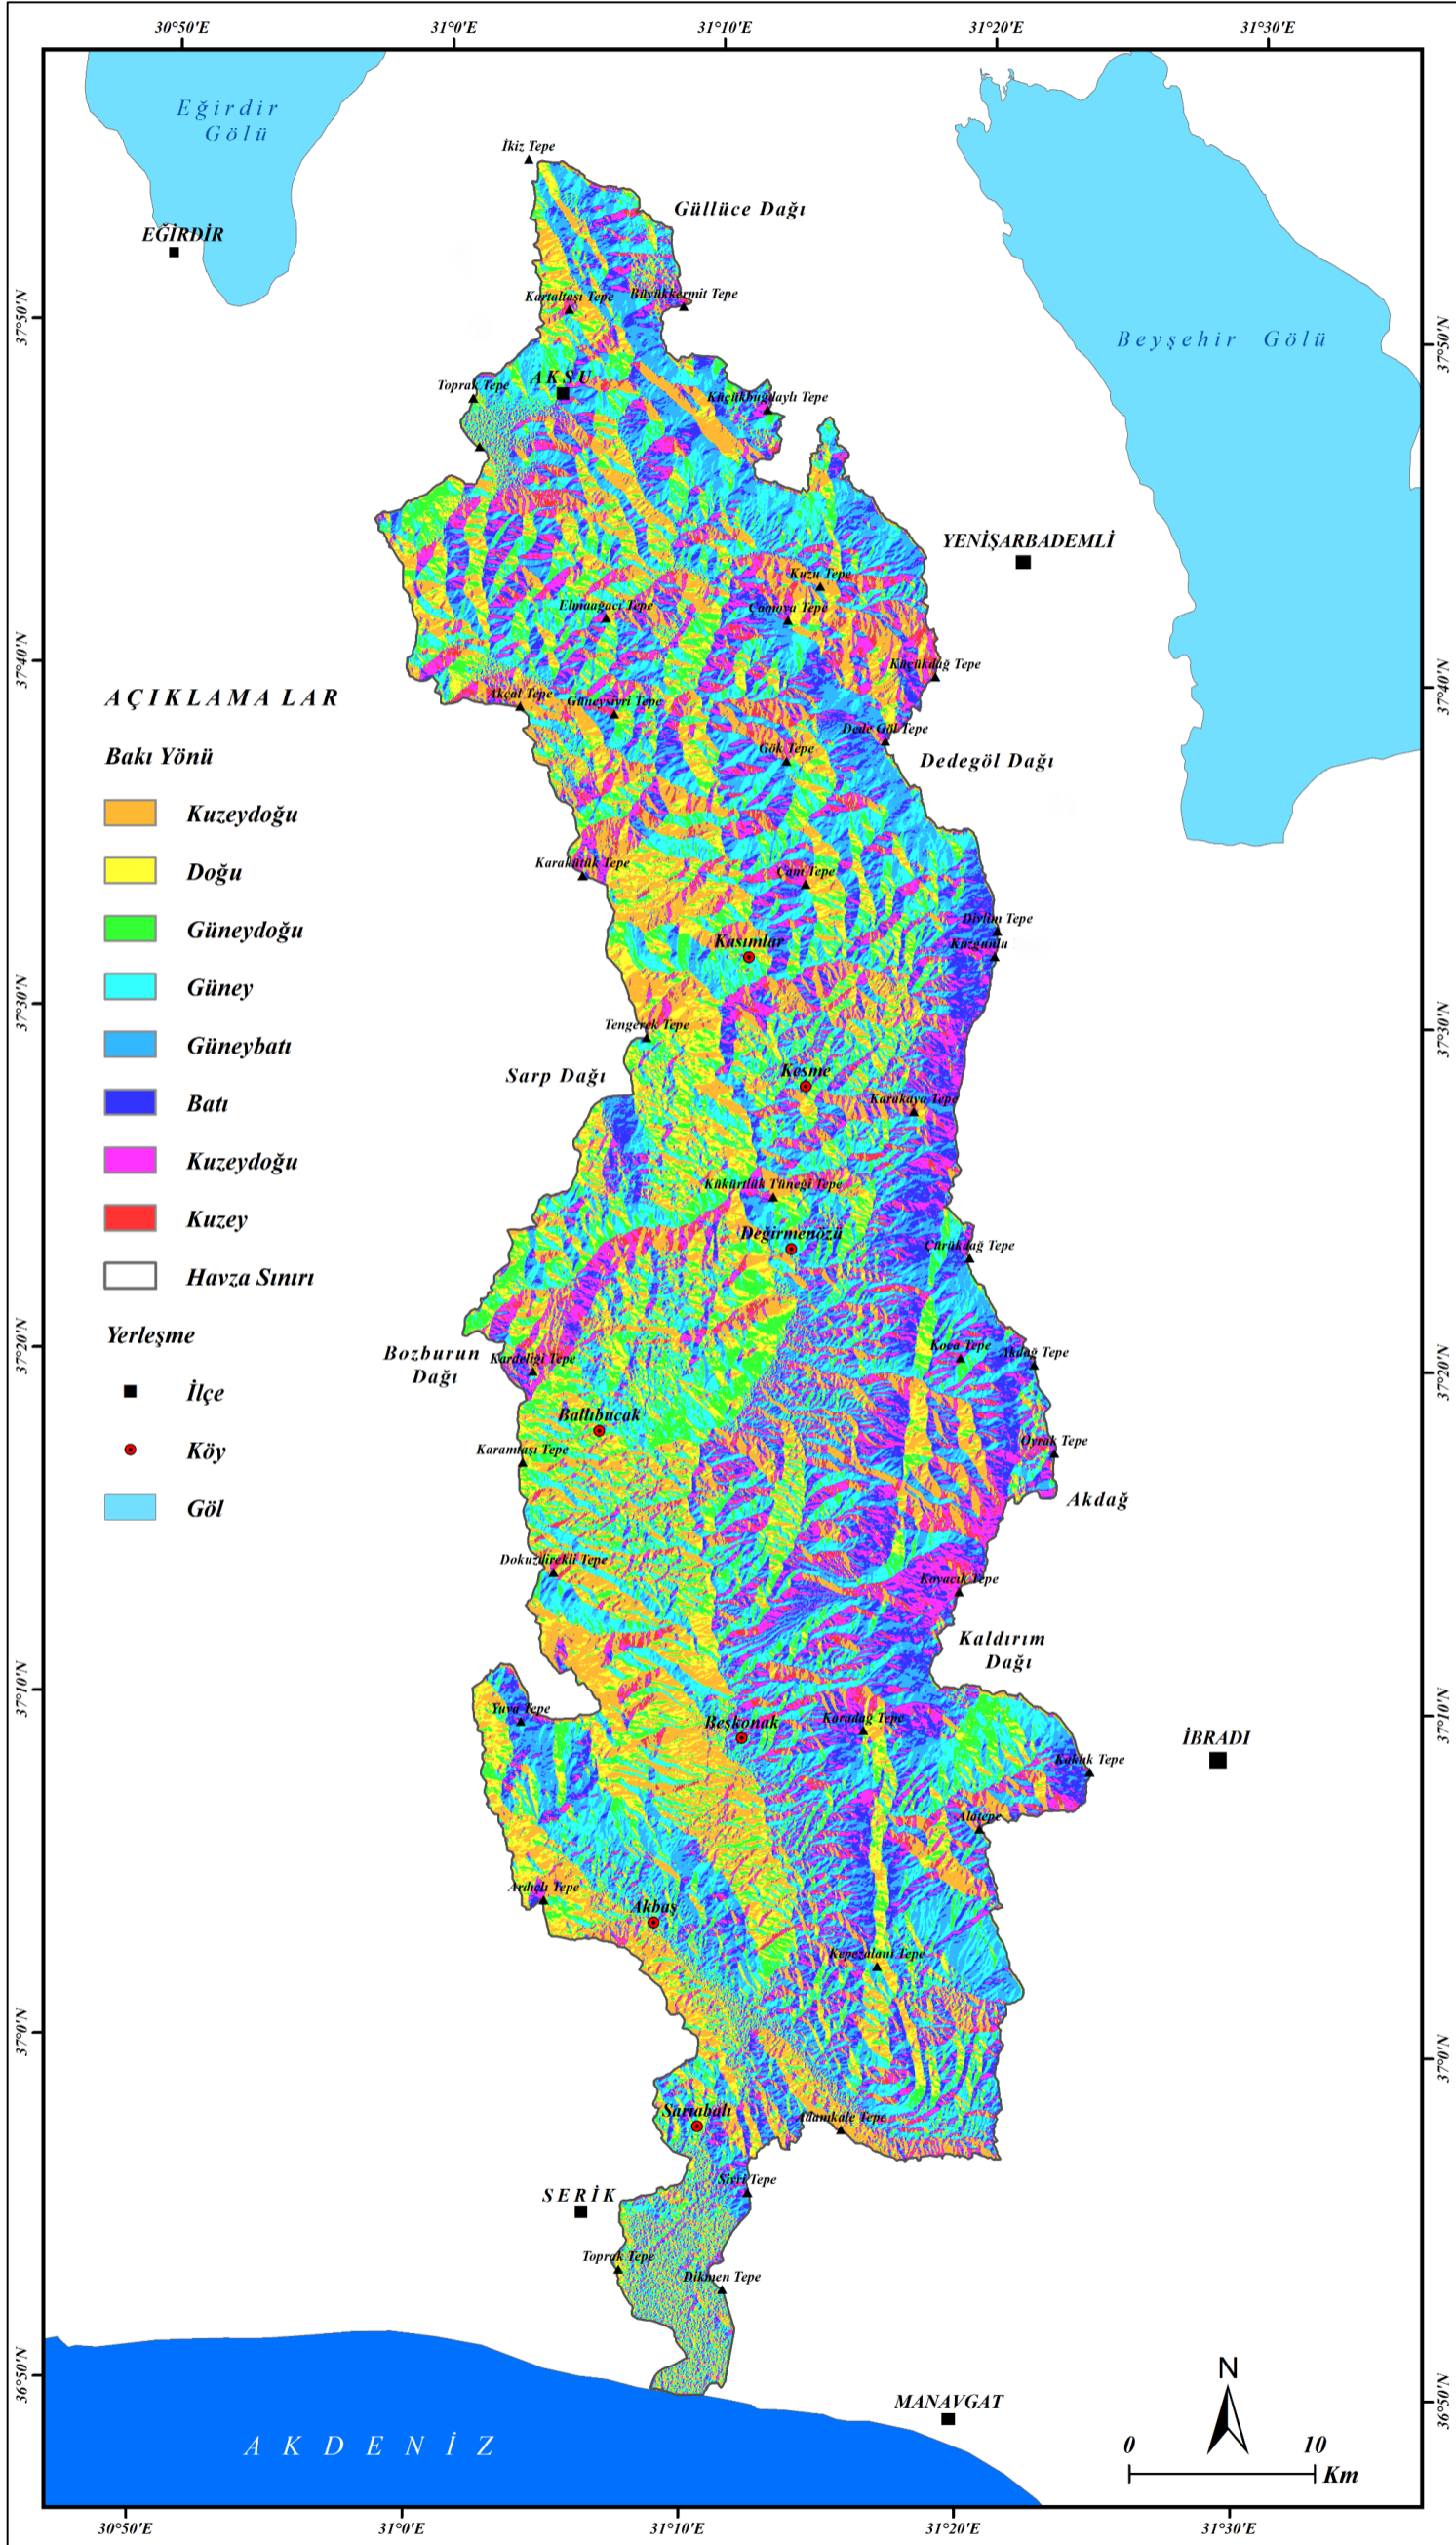 30°50'E
31°0'E
31°10'E
31°20'E
31°30'E
Eğirdir
Gölü
EĞİRDİR
İkiz Tepe
Güllüce Dağı
Kartaltaşı Tepe
Büyükkermit Tepe
Beyşehir Gölü
37°50'N
37°50'N
Toprak Tepe
AKSU
Küçükbuğdaylı Tepe
YENİŞARBADEMLİ
Kuzu Tepe
Elmaağacı Tepe
Çamova Tepe
37°40'N
37°40'N
Küçükdağ Tepe
Akçal Tepe
Güneysivri Tepe
Dede Göl Tepe
Gök Tepe
Dedegöl Dağı
AÇIKLAMALAR
Bakı Yönü
Kuzeydoğu
Doğu
Güneydoğu
Güney
Güneybatı
Batı
Kuzeydoğu
Kuzey
Havza Sınırı
Yerleşme
İlçe
Köy
Göl
Karakütük Tepe
Çam Tepe
Divlim Tepe
Kasımlar
Kuzgunlu
37°30'N
37°30'N
Tengerek Tepe
Sarp Dağı
Kesme
Karakaya Tepe
Kükürtlük Tüneği Tepe
Değirmenözü
Çürükdağ Tepe
37°20'N
37°20'N
Bozburun
Dağı
Kardeliği Tepe
Koca Tepe
Akdağ Tepe
Ballıbucak
Karamtaşı Tepe
Oyrak Tepe
Akdağ
Dokuzdirekli Tepe
Koyacık Tepe
Kaldırım
Dağı
37°10'N
37°10'N
Yuva Tepe
Beşkonak
Karadağ Tepe
İBRADI
Kaklık Tepe
Alatepe
Ardıçlı Tepe
Akbaş
Kepezalanı Tepe
37°0'N
37°0'N
Sarıabalı
Adamkale Tepe
Sivri Tepe
SERİK
Toprak Tepe
Dikmen Tepe
36°50'N
36°50'N
MANAVGAT
AKDENİZ
N
0 10
Km
30°50'E
31°0'E
31°10'E
31°20'E
31°30'E